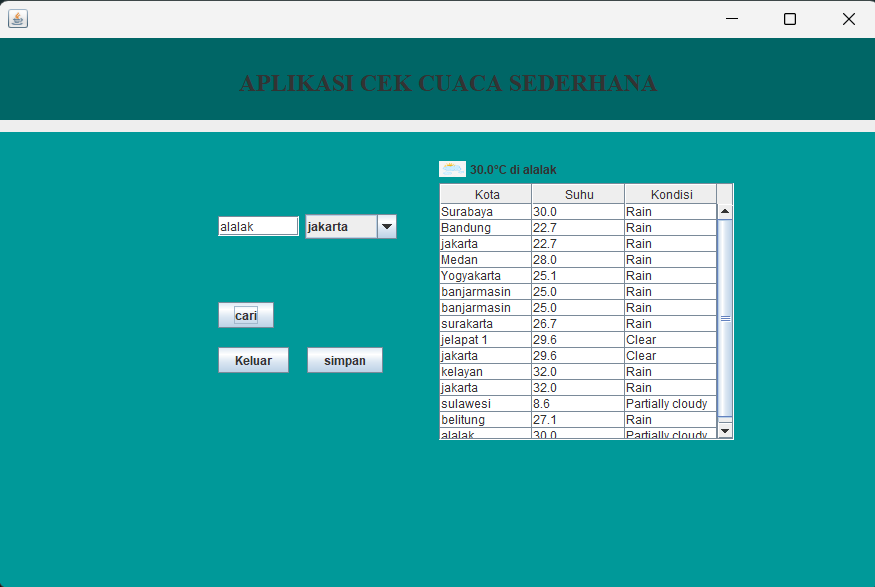 APLIKASI CEK CUACA SEDERHANA
30.0°C di alalak
alalak
jakarta
cari
Keluar
simpan
Kota Suhu Kondisi
Surabaya 30.0 Rain
Bandung 22.7 Rain
jakarta 22.7 Rain
Medan 28.0 Rain
Yogyakarta 25.1 Rain
banjarmasin 25.0 Rain
banjarmasin 25.0 Rain
surakarta 26.7 Rain
jelapat 1 29.6 Clear
jakarta 29.6 Clear
kelayan 32.0 Rain
jakarta 32.0 Rain
sulawesi 8.6 Partially cloudy
belitung 27.1 Rain
alalak 30.0 Partially cloudy